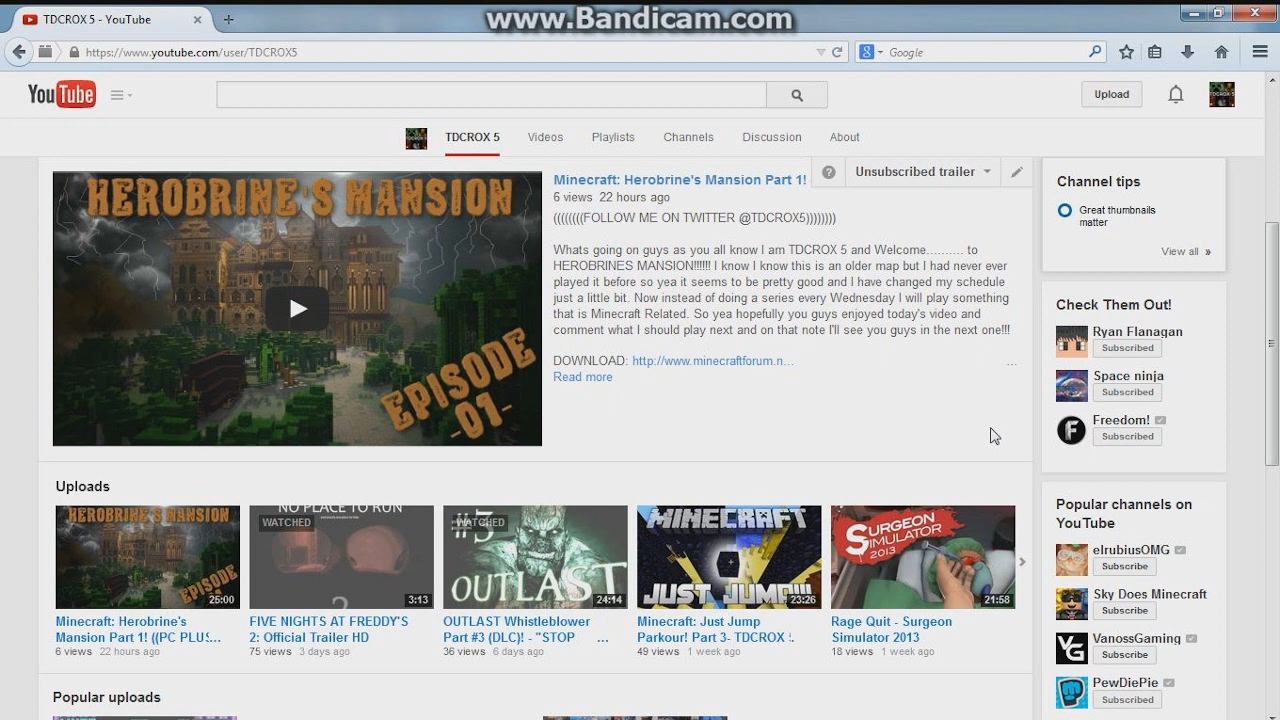 TDCROX 5 - YouTube
www.Bandicam.com
https://www.youtube.com/user/TDCROX5
Google
YouTube
Upload
TDCROX 5
Videos
Playlists
Channels
Discussion
About
HEROBRINE'S MANSION
EPISODE
-01-
Minecraft: Herobrine's Mansion Part 1!
Unsubscribed trailer
6 views 22 hours ago
((((((((FOLLOW ME ON TWITTER @TDCROX5))))))))
Whats going on guys as you all know I am TDCROX 5 and Welcome.......... to
HEROBRINES MANSION!!!!!! I know I know this is an older map but I had never ever
played it before so yea it seems to be pretty good and I have changed my schedule
just a little bit. Now instead of doing a series every Wednesday I will play something
that is Minecraft Related. So yea hopefully you guys enjoyed today's video and
comment what I should play next and on that note I'll see you guys in the next one!!!
DOWNLOAD: http://www.minecraftforum.n... ...
Read more
Channel tips
Great thumbnails
matter
View all »
Check Them Out!
Ryan Flanagan
Subscribed
Space ninja
Subscribed
Freedom!
Subscribed
Popular channels on
YouTube
elrubiusOMG
Subscribe
Sky Does Minecraft
Subscribe
VanossGaming
Subscribe
PewDiePie
Subscribed
Uploads
HEROBRINE'S MANSION
EPISODE
25:00
Minecraft: Herobrine's
Mansion Part 1! ((PC PLUS...
6 views 22 hours ago
NO PLACE TO RUN
WATCHED
2
3:13
FIVE NIGHTS AT FREDDY'S
2: Official Trailer HD
75 views 3 days ago
#3
WATCHED
OUTLAST
24:14
OUTLAST Whistleblower
Part #3 (DLC)! - "STOP ...
36 views 6 days ago
MINECRAFT
JUST JUMP!!!
23:26
Minecraft: Just Jump
Parkour! Part 3- TDCROX
49 views 1 week ago
SURGEON
SIMULATOR
2013
21:58
Rage Quit - Surgeon
Simulator 2013
18 views 1 week ago
Popular uploads